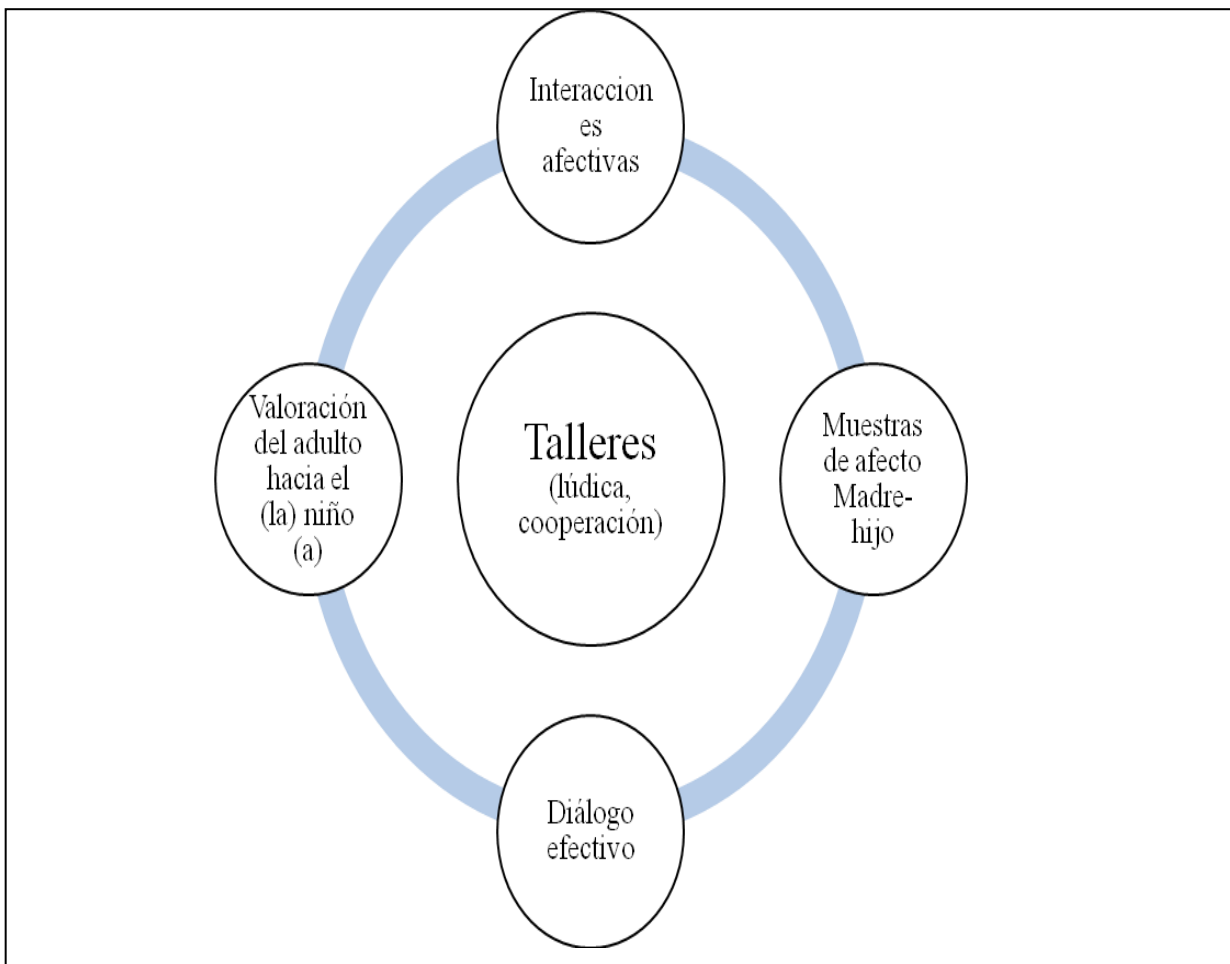 Interaccion
es
afectivas
Valoración
del adulto
hacia el
(la) niño
(a)
Talleres
(lúdica,
cooperación)
Muestras
de afecto
Madre-
hijo
Diálogo
efectivo